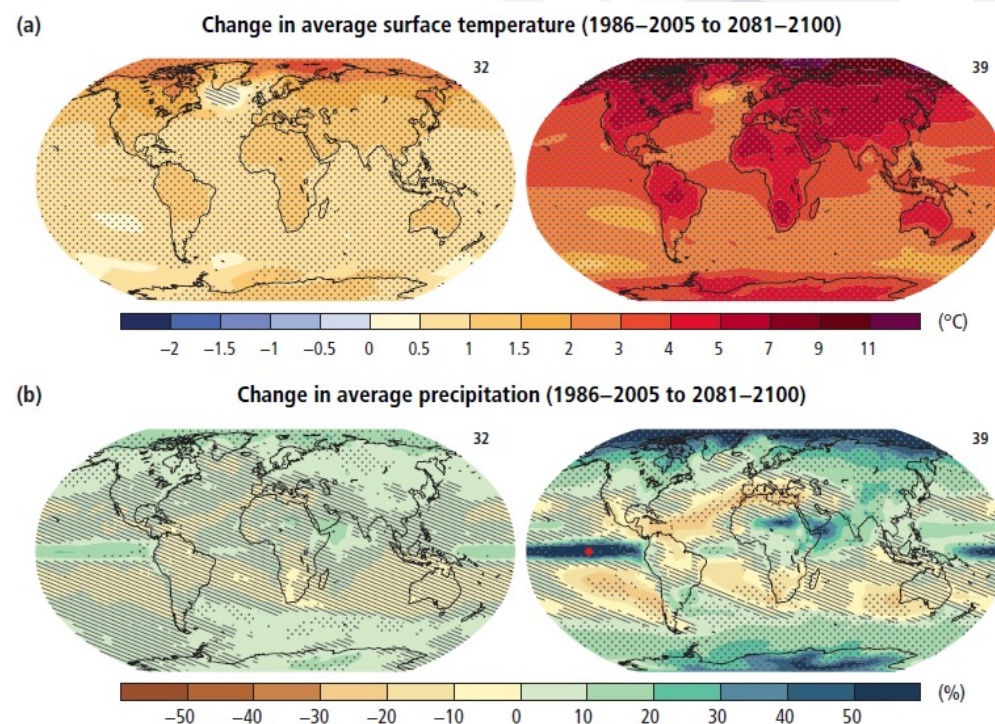 (a) Change in average surface temperature (1986–2005 to 2081–2100)
32 39
(°C)
−2 −1.5 −1 −0.5 0 0.5 1 1.5 2 3 4 5 7 9 11
(b) Change in average precipitation (1986–2005 to 2081–2100)
32 39
(%)
−50 −40 −30 −20 −10 0 10 20 30 40 50